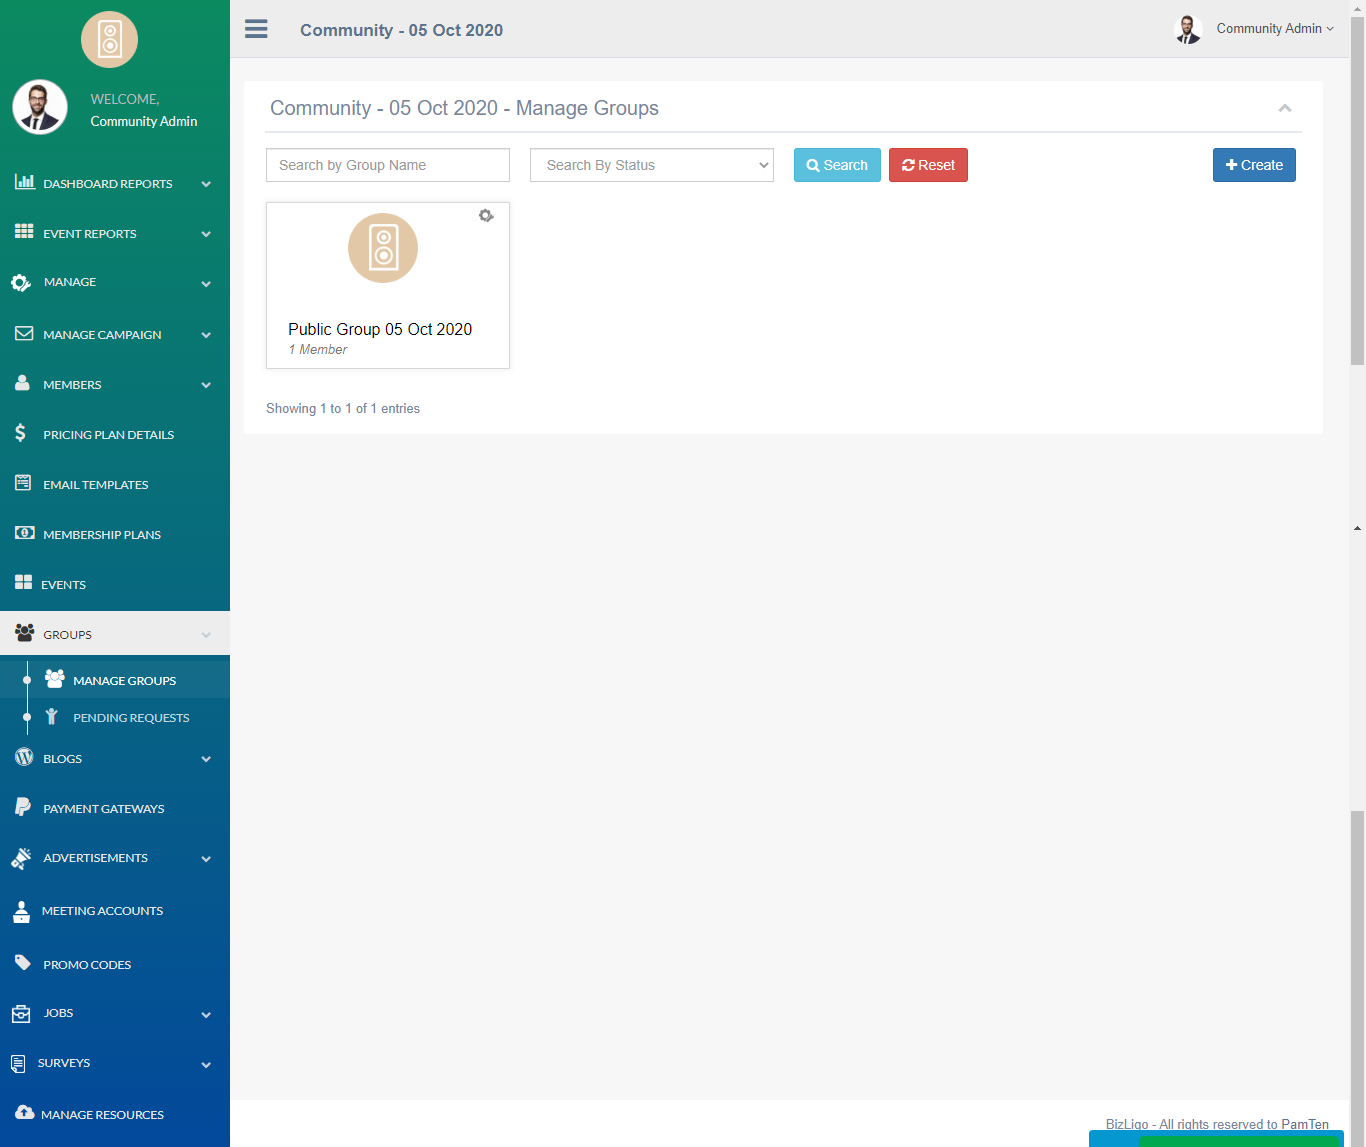 WELCOME,
Community Admin
DASHBOARD REPORTS
EVENT REPORTS
MANAGE
MANAGE CAMPAIGN
MEMBERS
PRICING PLAN DETAILS
EMAIL TEMPLATES
MEMBERSHIP PLANS
EVENTS
GROUPS
MANAGE GROUPS
PENDING REQUESTS
BLOGS
PAYMENT GATEWAYS
ADVERTISEMENTS
MEETING ACCOUNTS
PROMO CODES
JOBS
SURVEYS
MANAGE RESOURCES
Community - 05 Oct 2020
Community Admin
Community - 05 Oct 2020 - Manage Groups
Search by Group Name
Search By Status
Search
Reset
Create
Public Group 05 Oct 2020
1 Member
Showing 1 to 1 of 1 entries
BizLigo - All rights reserved to PamTen